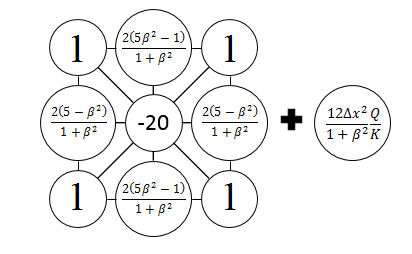 1 2(5β² − 1) / 1 + β² 1
2(5 − β²) / 1 + β² -20 2(5 − β²) / 1 + β² + 12Δx² / 1 + β² Q / K
1 2(5β² − 1) / 1 + β² 1